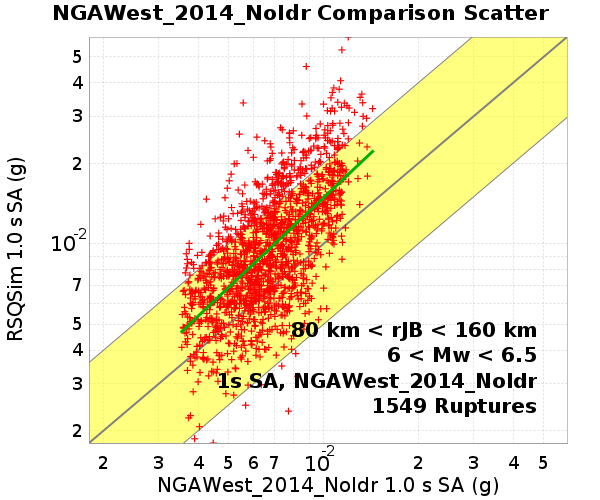 NGAWest_2014_NoIdr Comparison Scatter
RSQSim 1.0 s SA (g)
5
4
3
2
10-2
7
5
4
3
2
80 km < rJB < 160 km
6 < Mw < 6.5
1s SA, NGAWest_2014_NoIdr
1549 Ruptures
2 3 4 5 6 7 10-2 2 3 4 5
NGAWest_2014_NoIdr 1.0 s SA (g)